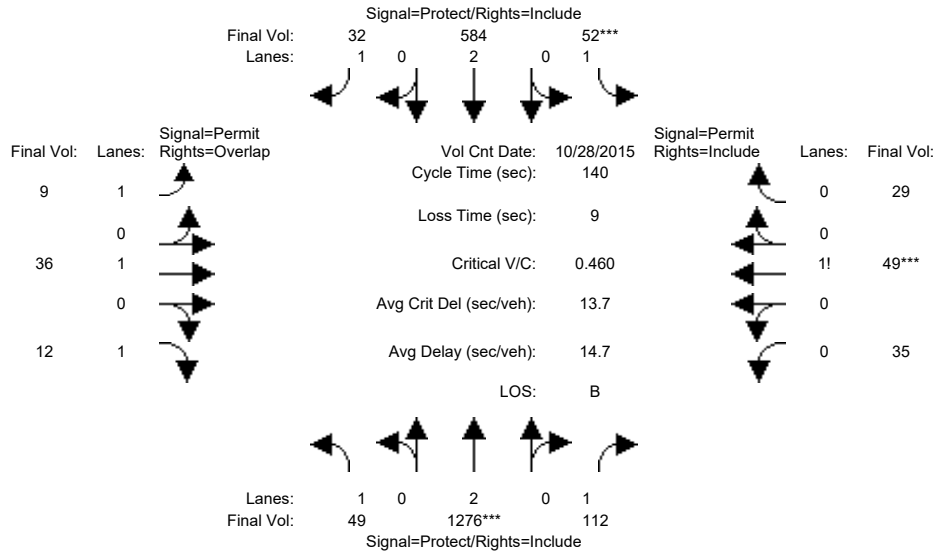 Signal=Protect/Rights=Include
Final Vol: 32 584 52***
Lanes: 1 0 2 0 1
Signal=Permit
Final Vol: Lanes: Rights=Overlap
Vol Cnt Date: 10/28/2015
Signal=Permit
Rights=Include Lanes: Final Vol:
Cycle Time (sec): 140
9 1
0 29
Loss Time (sec): 9
0
0
36 1
Critical V/C: 0.460
1! 49***
0
Avg Crit Del (sec/veh): 13.7
0
12 1
Avg Delay (sec/veh): 14.7
0 35
LOS: B
Lanes: 1 0 2 0 1
Final Vol: 49 1276*** 112
Signal=Protect/Rights=Include